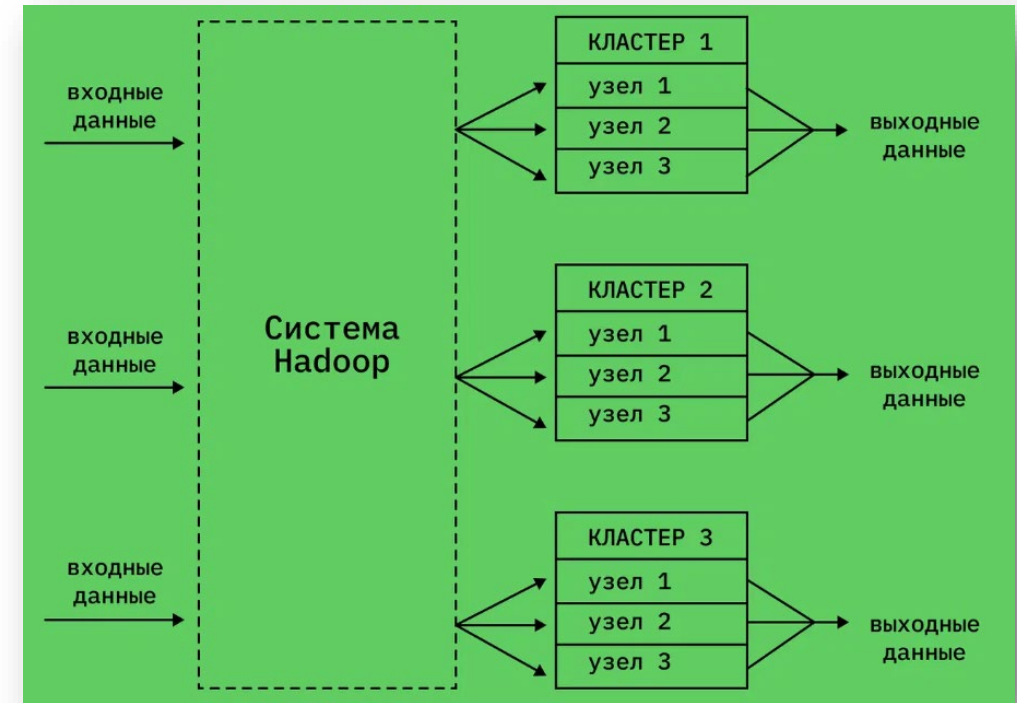 входные
данные
Система
Hadoop
КЛАСТЕР 1
узел 1
узел 2
узел 3
выходные
данные
входные
данные
КЛАСТЕР 2
узел 1
узел 2
узел 3
выходные
данные
входные
данные
КЛАСТЕР 3
узел 1
узел 2
узел 3
выходные
данные